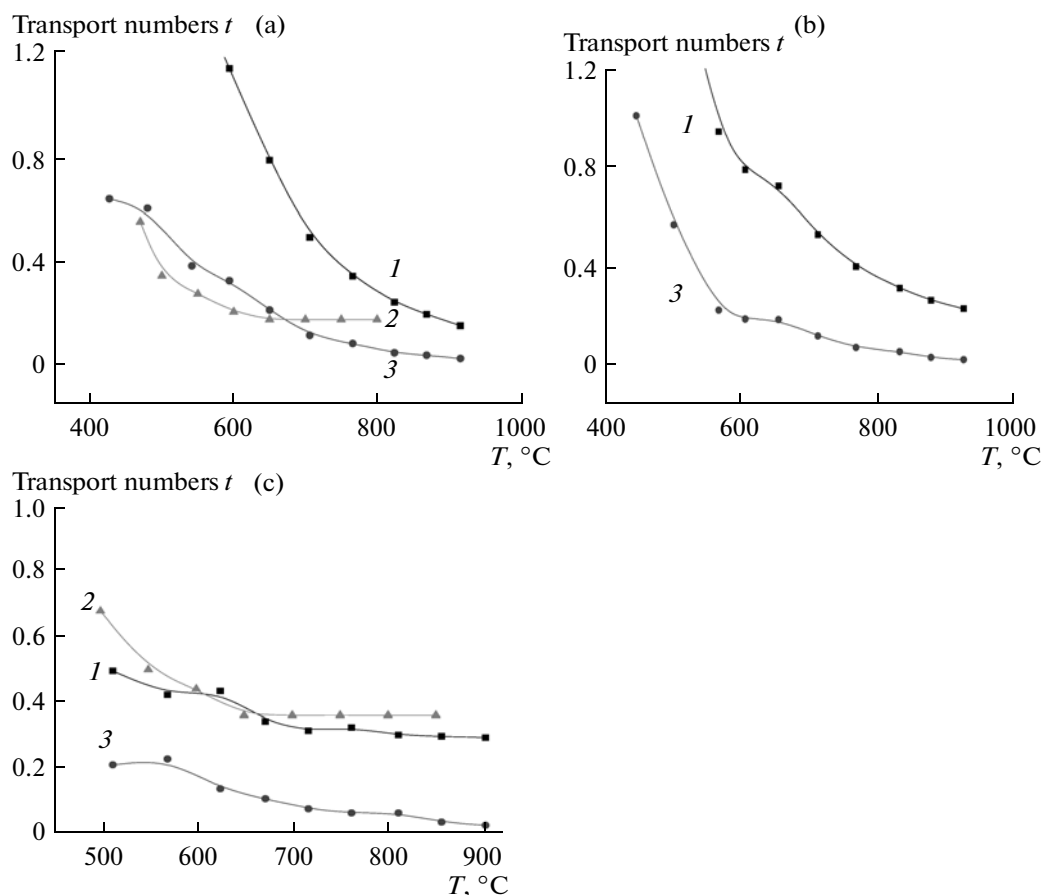 Transport numbers t (a)
1.2
0.8
0.4
0
1
2
3
400 600 800 1000
T, °C
Transport numbers t (b)
1.2
0.8
0.4
0
1
3
400 600 800 1000
T, °C
Transport numbers t (c)
1.0
0.8
0.6
0.4
0.2
0
2
1
3
500 600 700 800 900
T, °C